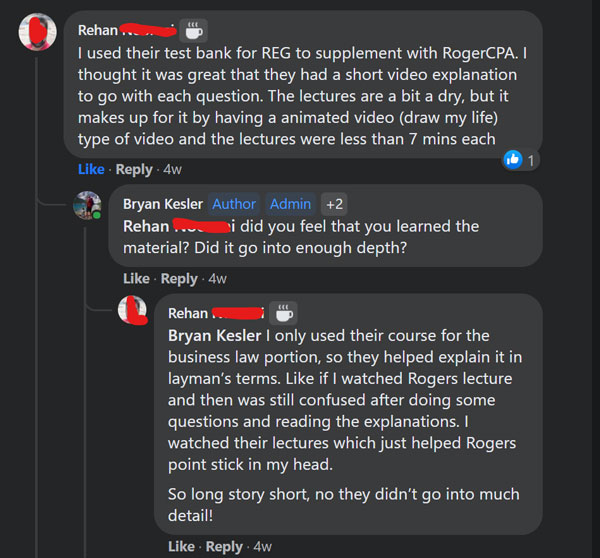 Rehan
I used their test bank for REG to supplement with RogerCPA. I
thought it was great that they had a short video explanation
to go with each question. The lectures are a bit a dry, but it
makes up for it by having a animated video (draw my life)
type of video and the lectures were less than 7 mins each
1
Like · Reply · 4w
Bryan Kesler Author Admin +2
Rehan i did you feel that you learned the
material? Did it go into enough depth?
Like · Reply · 4w
Rehan
Bryan Kesler I only used their course for the
business law portion, so they helped explain it in
layman's terms. Like if I watched Rogers lecture
and then was still confused after doing some
questions and reading the explanations. I
watched their lectures which just helped Rogers
point stick in my head.
So long story short, no they didn't go into much
detail!
Like · Reply · 4w